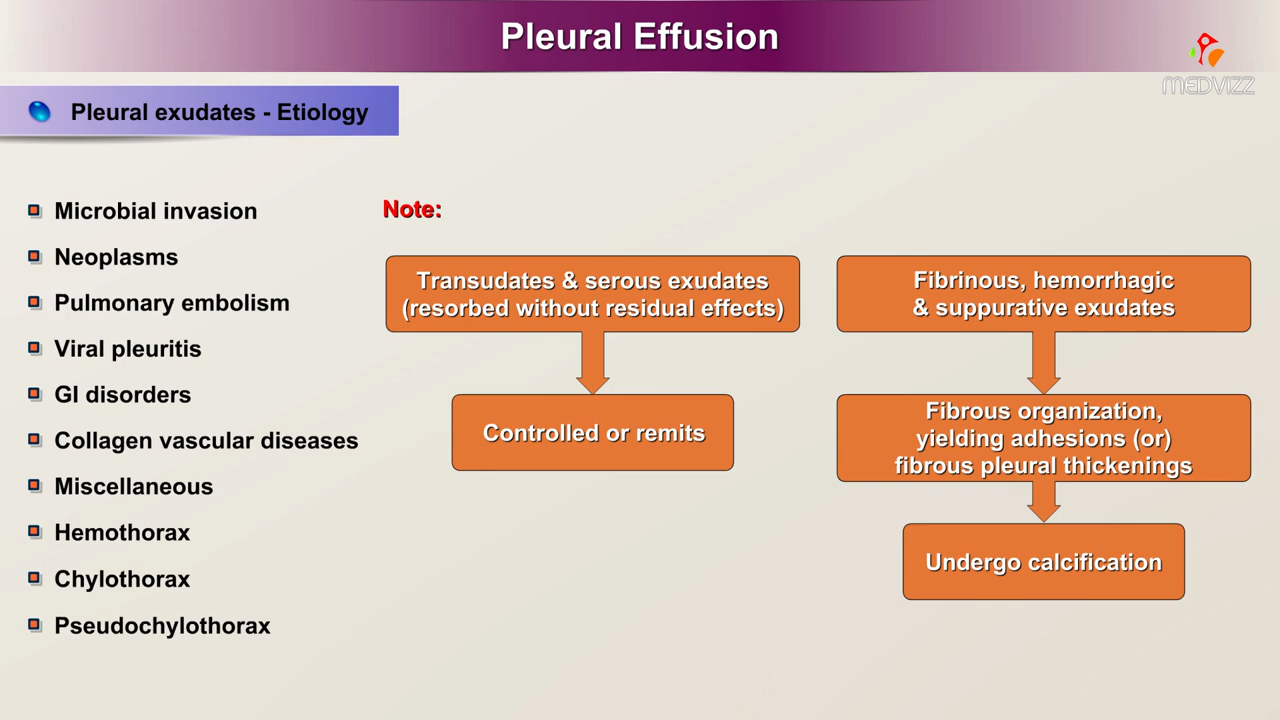 Pleural Effusion
MEDVIZZ
Pleural exudates - Etiology
Microbial invasion
Neoplasms
Pulmonary embolism
Viral pleuritis
GI disorders
Collagen vascular diseases
Miscellaneous
Hemothorax
Chylothorax
Pseudochylothorax
Note:
Transudates & serous exudates
(resorbed without residual effects)
Controlled or remits
Fibrinous, hemorrhagic
& suppurative exudates
Fibrous organization,
yielding adhesions (or)
fibrous pleural thickenings
Undergo calcification